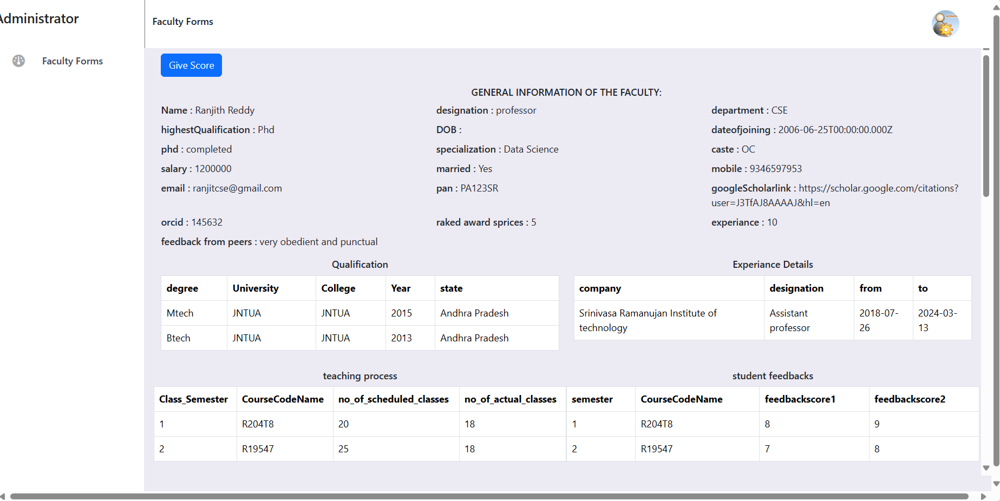 Administrator
Faculty Forms
ADMIN
Faculty Forms
Give Score
GENERAL INFORMATION OF THE FACULTY:
Name : Ranjith Reddy designation : professor department : CSE
highestQualification : Phd DOB : dateofjoining : 2006-06-25T00:00:00.000Z
phd : completed specialization : Data Science caste : OC
salary : 1200000 married : Yes mobile : 9346597953
email : ranjitcse@gmail.com pan : PA123SR googleScholarlink : https://scholar.google.com/citations?
user=J3TfAJ8AAAAJ&hl=en
orcid : 145632 raked award sprices : 5 experiance : 10
feedback from peers : very obedient and punctual
Qualification
degree University College Year state
Mtech JNTUA JNTUA 2015 Andhra Pradesh
Btech JNTUA JNTUA 2013 Andhra Pradesh
Experiance Details
company designation from to
Srinivasa Ramanujan Institute of Assistant 2018-07- 2024-03-
technology professor 26 13
teaching process
Class_Semester CourseCodeName no_of_scheduled_classes no_of_actual_classes
1 R204T8 20 18
2 R19547 25 18
student feedbacks
semester CourseCodeName feedbackscore1 feedbackscore2
1 R204T8 8 9
2 R19547 7 8